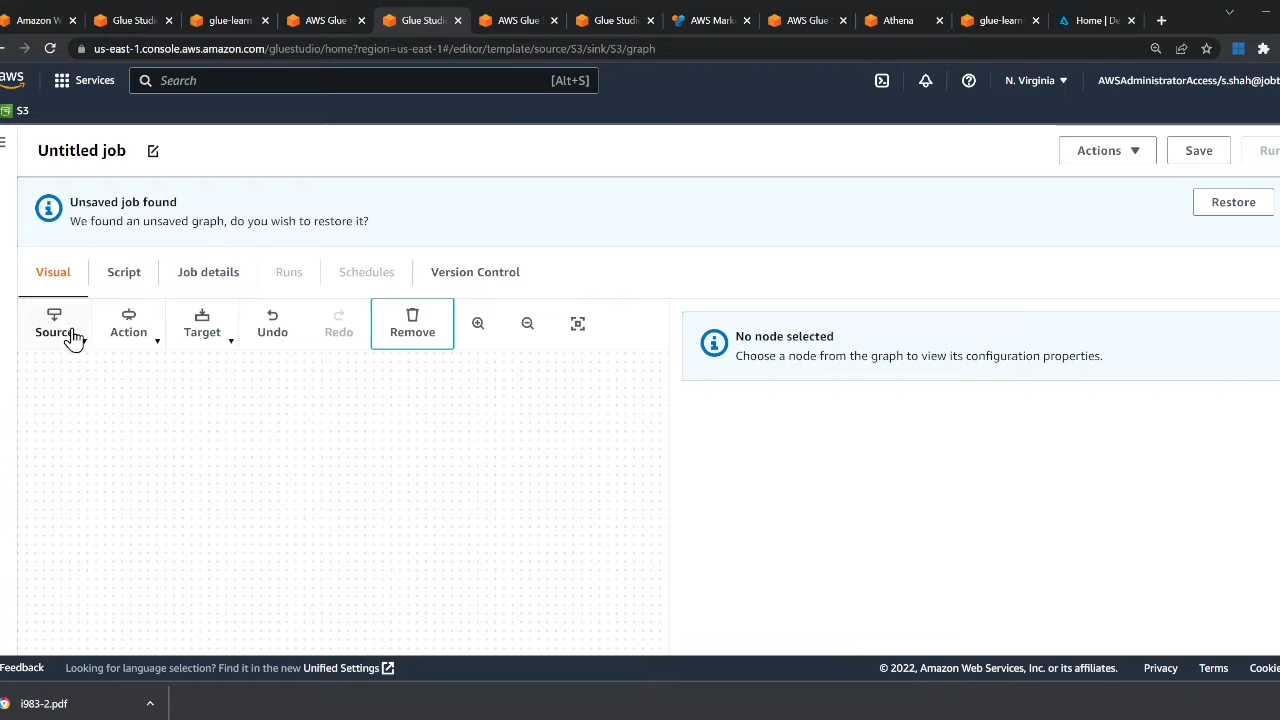 Amazon W
Glue Studi
glue-learn
AWS Glue
Glue Studi
AWS Glue
Glue Studi
AWS Mark
AWS Glue
Athena
glue-learn
Home | De
us-east-1.console.aws.amazon.com/gluestudio/home?region=us-east-1#/editor/template/source/S3/sink/S3/graph
aws
Services
Search
[Alt+S]
N. Virginia
AWSAdministratorAccess/s.shah@jobt
S3
Untitled job
Actions
Save
Run
Unsaved job found
We found an unsaved graph, do you wish to restore it?
Restore
Visual
Script
Job details
Runs
Schedules
Version Control
Source
Action
Target
Undo
Redo
Remove
No node selected
Choose a node from the graph to view its configuration properties.
Feedback
Looking for language selection? Find it in the new Unified Settings
© 2022, Amazon Web Services, Inc. or its affiliates.
Privacy
Terms
Cookie
i983-2.pdf